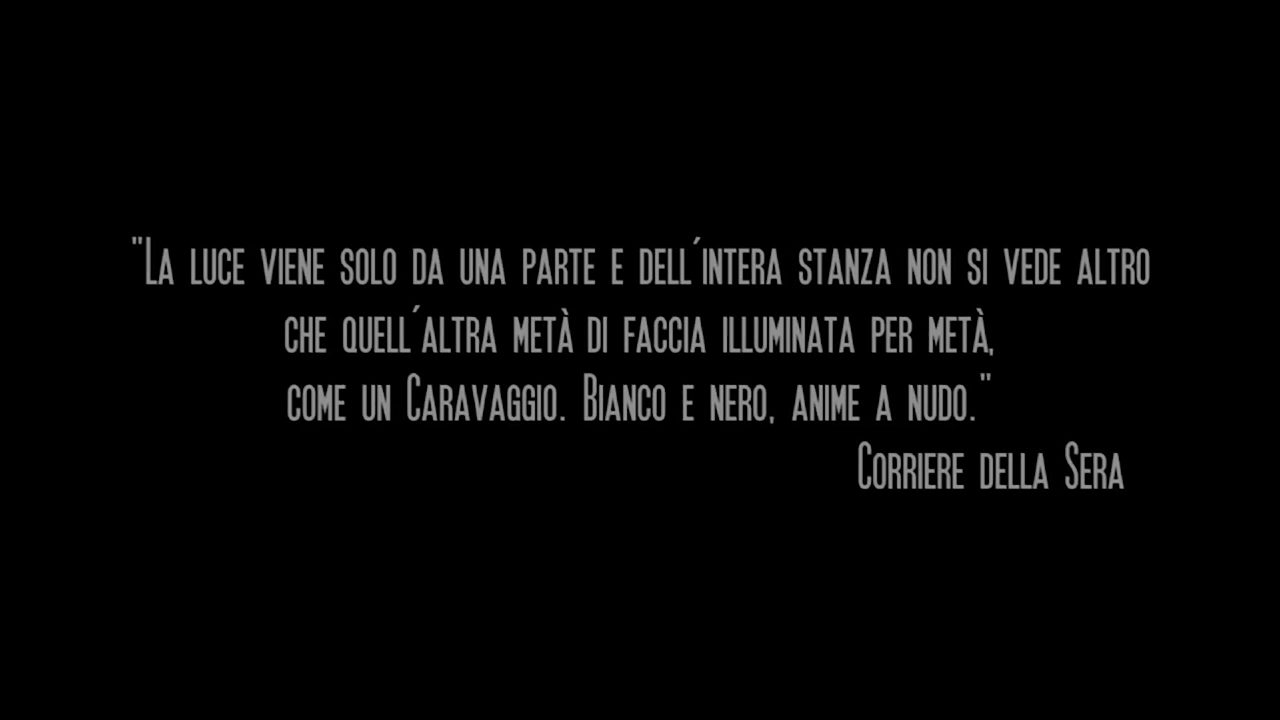 "La luce viene solo da una parte e dell´intera stanza non si vede altro
che quell´altra metà di faccia illuminata per metà,
come un Caravaggio. Bianco e nero, anime a nudo."
Corriere della Sera